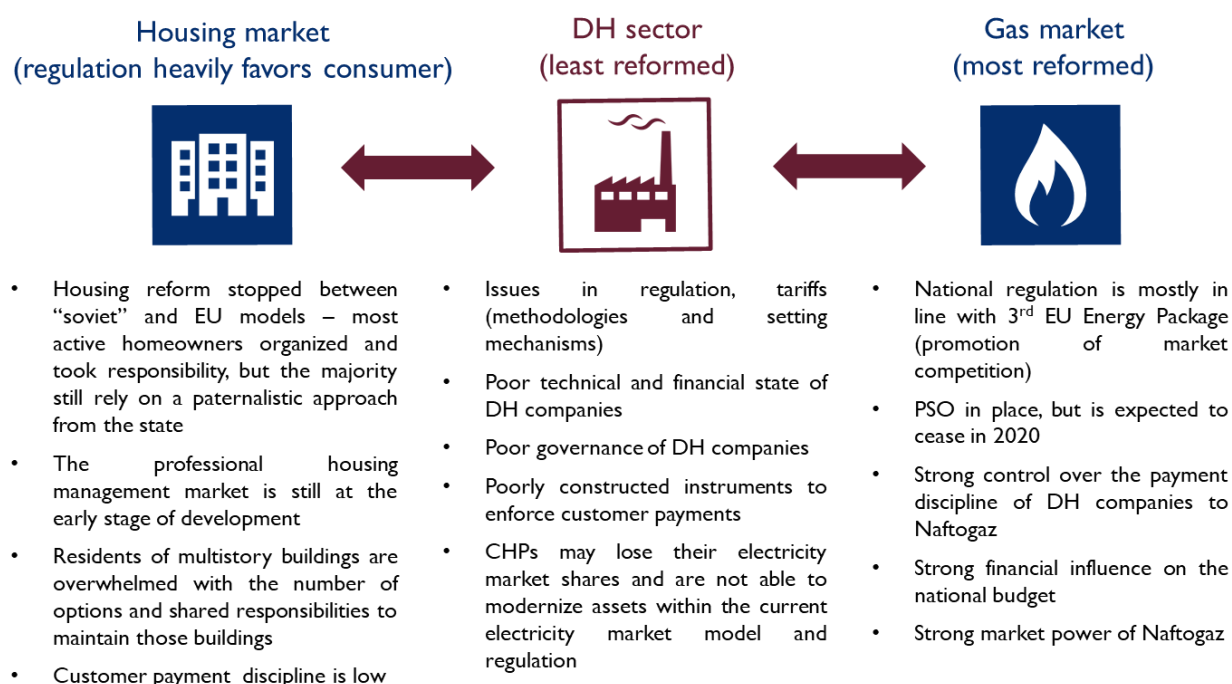 Housing market
(regulation heavily favors consumer)
DH sector
(least reformed)
Gas market
(most reformed)
• Housing reform stopped between
“soviet” and EU models – most
active homeowners organized and
took responsibility, but the majority
still rely on a paternalistic approach
from the state
• The professional housing
management market is still at the
early stage of development
• Residents of multistory buildings are
overwhelmed with the number of
options and shared responsibilities to
maintain those buildings
• Customer payment discipline is low
• Issues in regulation, tariffs
(methodologies and setting
mechanisms)
• Poor technical and financial state of
DH companies
• Poor governance of DH companies
• Poorly constructed instruments to
enforce customer payments
• CHPs may lose their electricity
market shares and are not able to
modernize assets within the current
electricity market model and
regulation
• National regulation is mostly in
line with 3rd EU Energy Package
(promotion of market
competition)
• PSO in place, but is expected to
cease in 2020
• Strong control over the payment
discipline of DH companies to
Naftogaz
• Strong financial influence on the
national budget
• Strong market power of Naftogaz